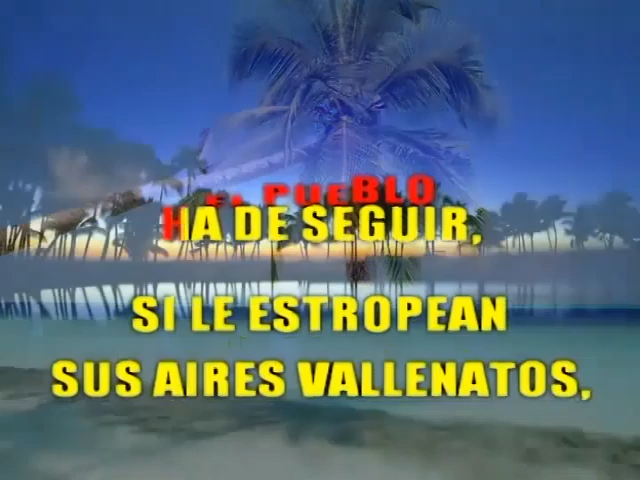 EL PUEBLO
HA DE SEGUIR,
SI LE ESTROPEAN
SUS AIRES VALLENATOS,